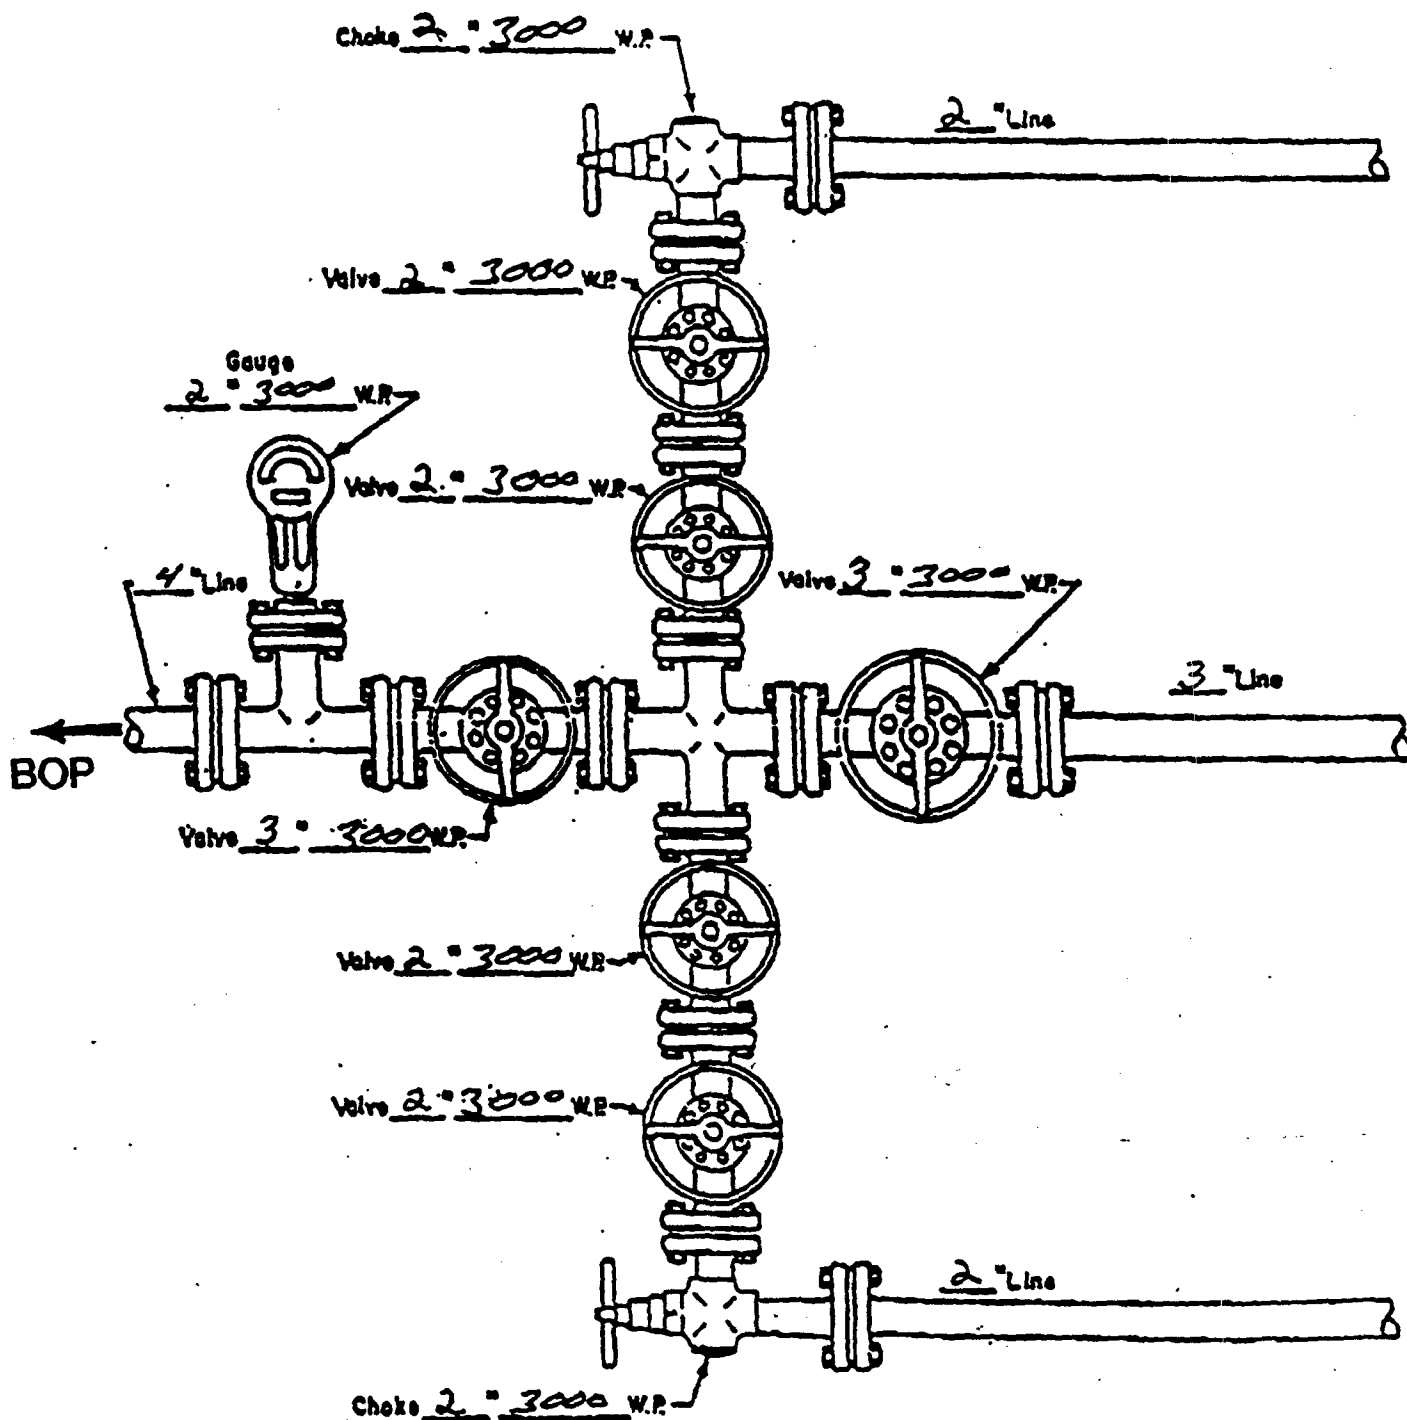 Choke 2 " 3000 W.P.
2 "Line
Valve 2 " 3000 W.P.
Gauge
2 " 3000 W.P.
Valve 2 " 3000 W.P.
4 "Line
Valve 3 " 3000 W.P.
3 "Line
BOP
Valve 3 " 3000 W.P.
Valve 2 " 3000 W.P.
Valve 2 " 3000 W.P.
2 "Line
Choke 2 " 3000 W.P.